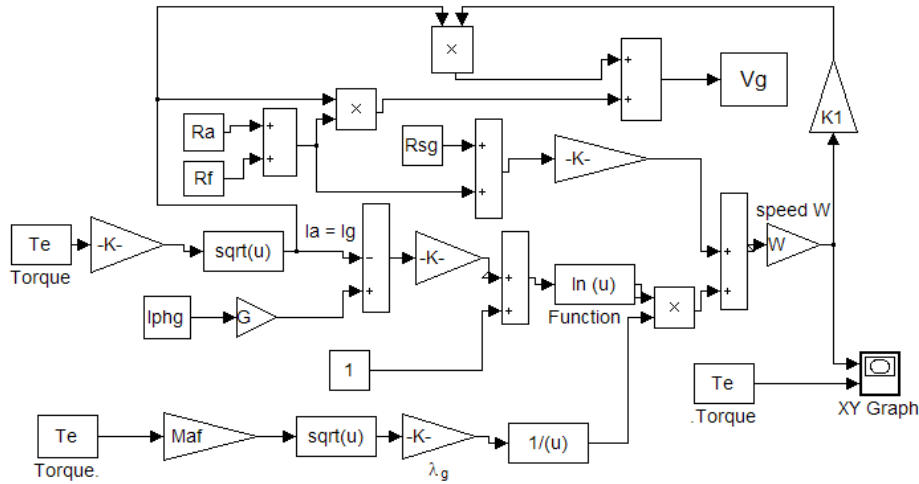 ×
Vg
K1
+
+
×
Ra
+
Rf
+
Rsg
+
+
-K-
speed W
Te
Torque
-K-
sqrt(u)
Ia = Ig
−
+
-K-
+
+
ln (u)
Function
×
+
+
W
Iphg
G
1
Te
.Torque
XY Graph
Te
Torque.
Maf
sqrt(u)
-K-
λ g
1/(u)